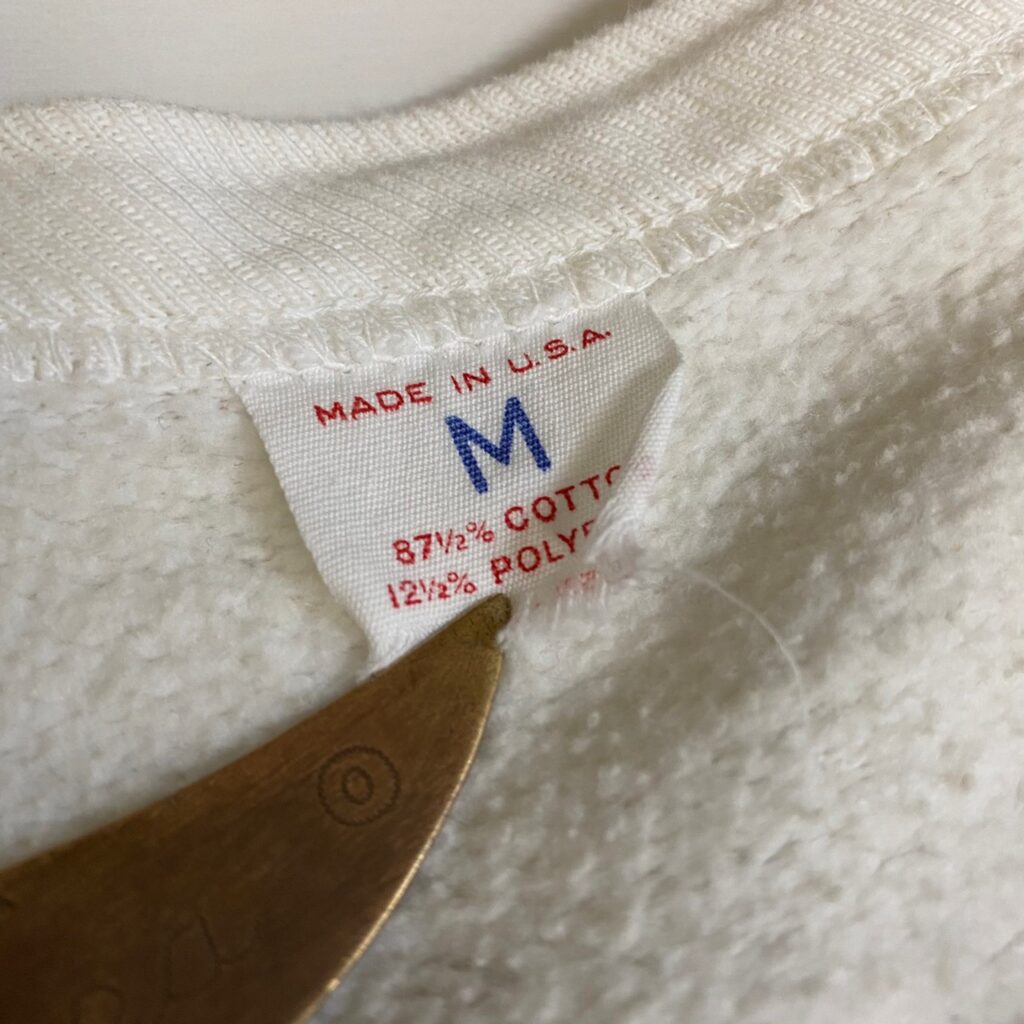 MADE IN U.S.A.
M
87½% COTTO
12½% POLYE
O